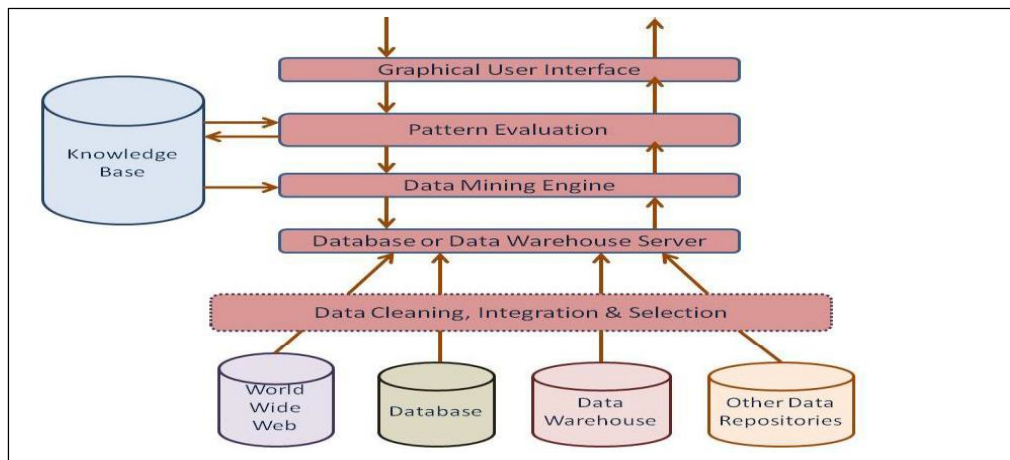 Graphical User Interface
Pattern Evaluation
Knowledge
Base
Data Mining Engine
Database or Data Warehouse Server
Data Cleaning, Integration & Selection
World
Wide
Web
Database
Data
Warehouse
Other Data
Repositories